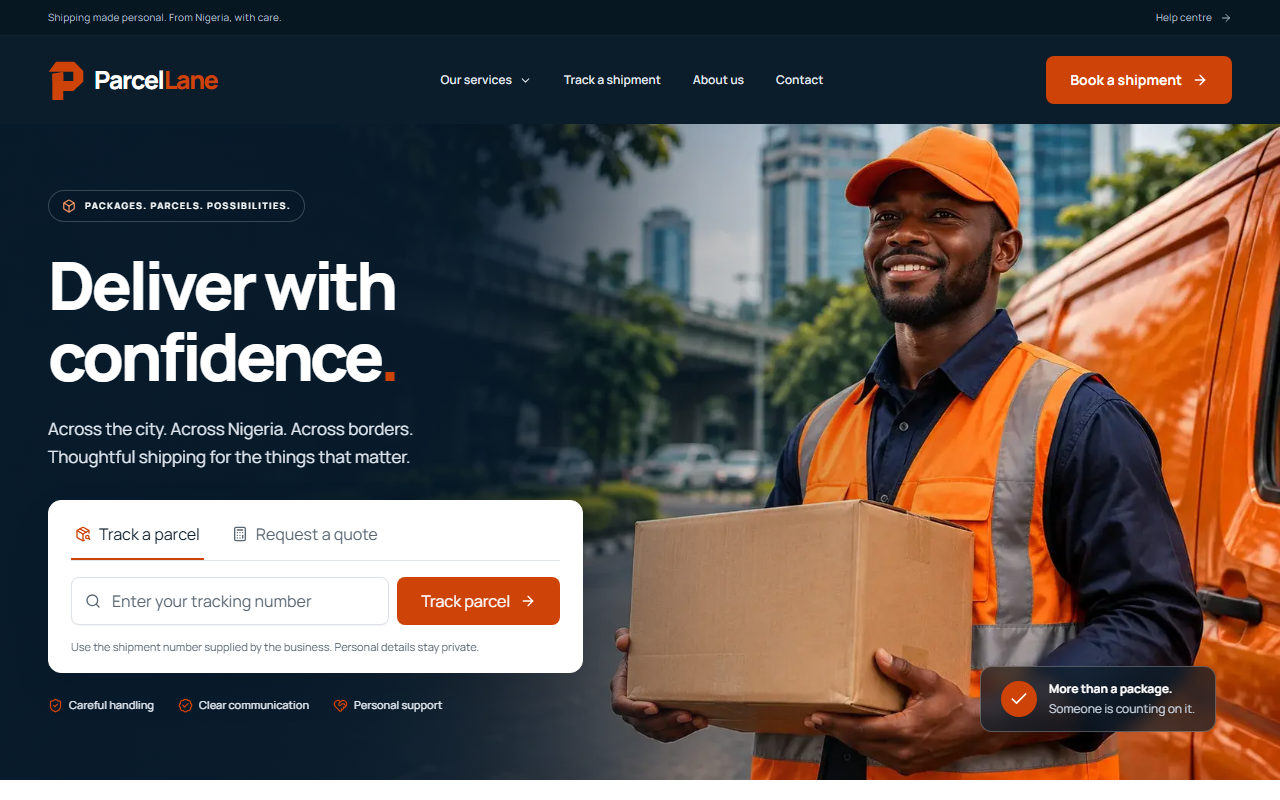 Shipping made personal. From Nigeria, with care.
Help centre
ParcelLane
Our services
Track a shipment
About us
Contact
Book a shipment
PACKAGES. PARCELS. POSSIBILITIES.
Deliver with
confidence.
Across the city. Across Nigeria. Across borders.
Thoughtful shipping for the things that matter.
Track a parcel
Request a quote
Enter your tracking number
Track parcel
Use the shipment number supplied by the business. Personal details stay private.
Careful handling
Clear communication
Personal support
More than a package.
Someone is counting on it.